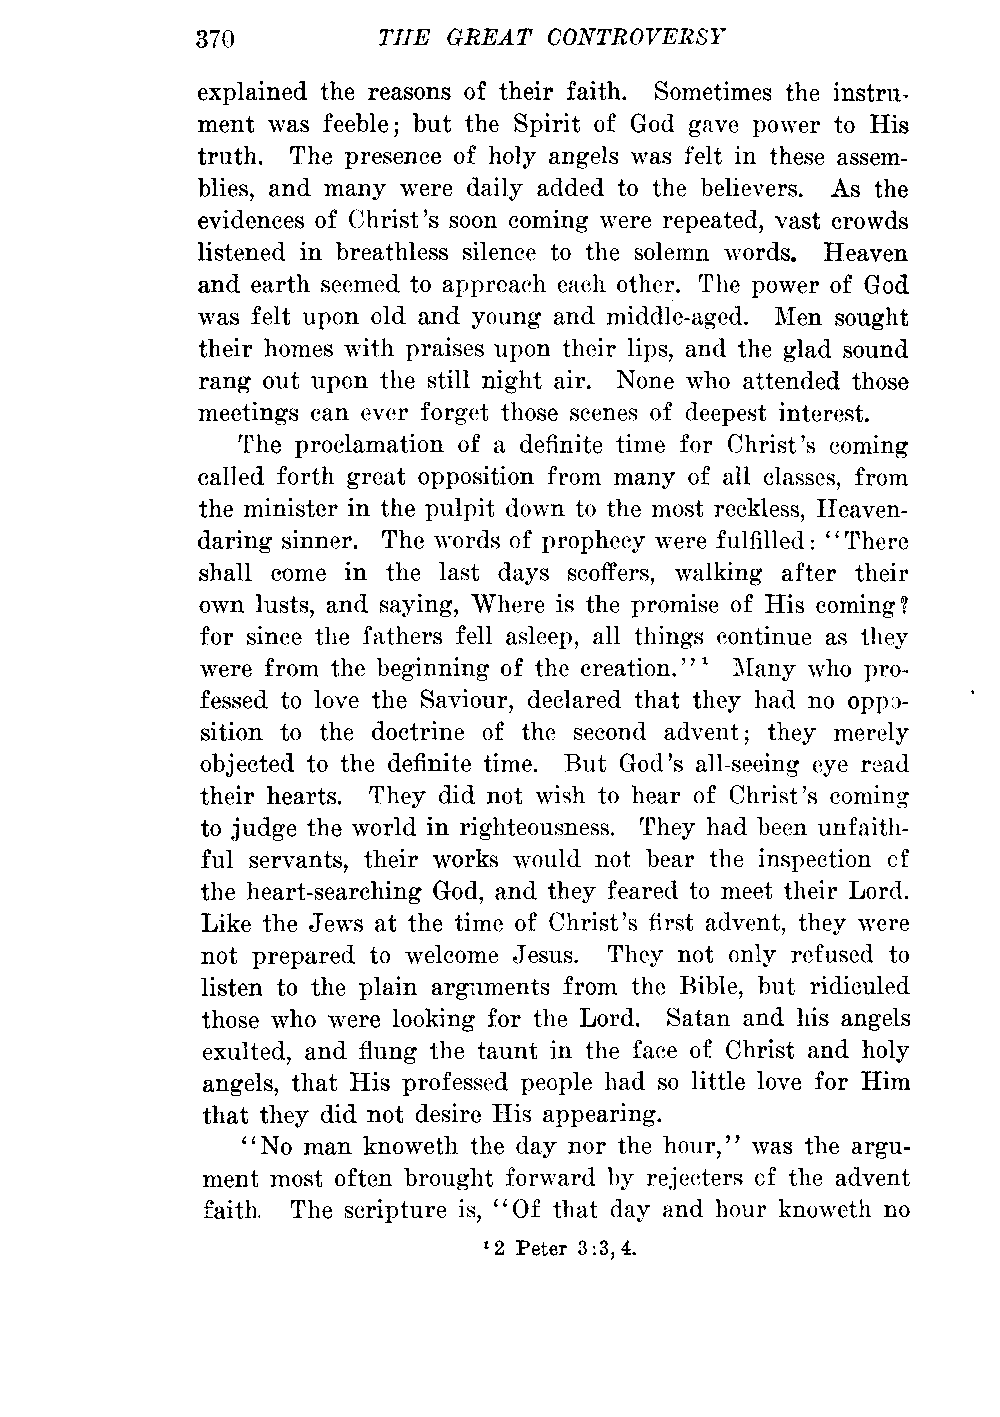 370 THE GREAT CONTROVERSY
explained the reasons of their faith. Sometimes the instru-
ment was feeble; but the Spirit of God gave power to His
truth. The presence of holy angels was felt in these assem-
blies, and many were daily added to the believers. As the
evidences of Christ's soon coming were repeated, vast crowds
listened in breathless silence to the solemn words. Heaven
and earth seemed to approach each other. The power of God
was felt upon old and young and middle-aged. Men sought
their homes with praises upon their lips, and the glad sound
rang out upon the still night air. None who attended those
meetings can ever forget those scenes of deepest interest.
The proclamation of a definite time for Christ's coming
called forth great opposition from many of all classes, from
the minister in the pulpit down to the most reckless, Heaven-
daring sinner. The words of prophecy were fulfilled: "There
shall come in the last days scoffers, walking after their
own lusts, and saying, Where is the promise of His coming?
for since the fathers fell asleep, all things continue as they
were from the beginning of the creation."¹ Many who pro-
fessed to love the Saviour, declared that they had no oppo-
sition to the doctrine of the second advent; they merely
objected to the definite time. But God's all-seeing eye read
their hearts. They did not wish to hear of Christ's coming
to judge the world in righteousness. They had been unfaith-
ful servants, their works would not bear the inspection of
the heart-searching God, and they feared to meet their Lord.
Like the Jews at the time of Christ's first advent, they were
not prepared to welcome Jesus. They not only refused to
listen to the plain arguments from the Bible, but ridiculed
those who were looking for the Lord. Satan and his angels
exulted, and flung the taunt in the face of Christ and holy
angels, that His professed people had so little love for Him
that they did not desire His appearing.
"No man knoweth the day nor the hour," was the argu-
ment most often brought forward by rejecters of the advent
faith. The scripture is, "Of that day and hour knoweth no
¹ 2 Peter 3:3, 4.